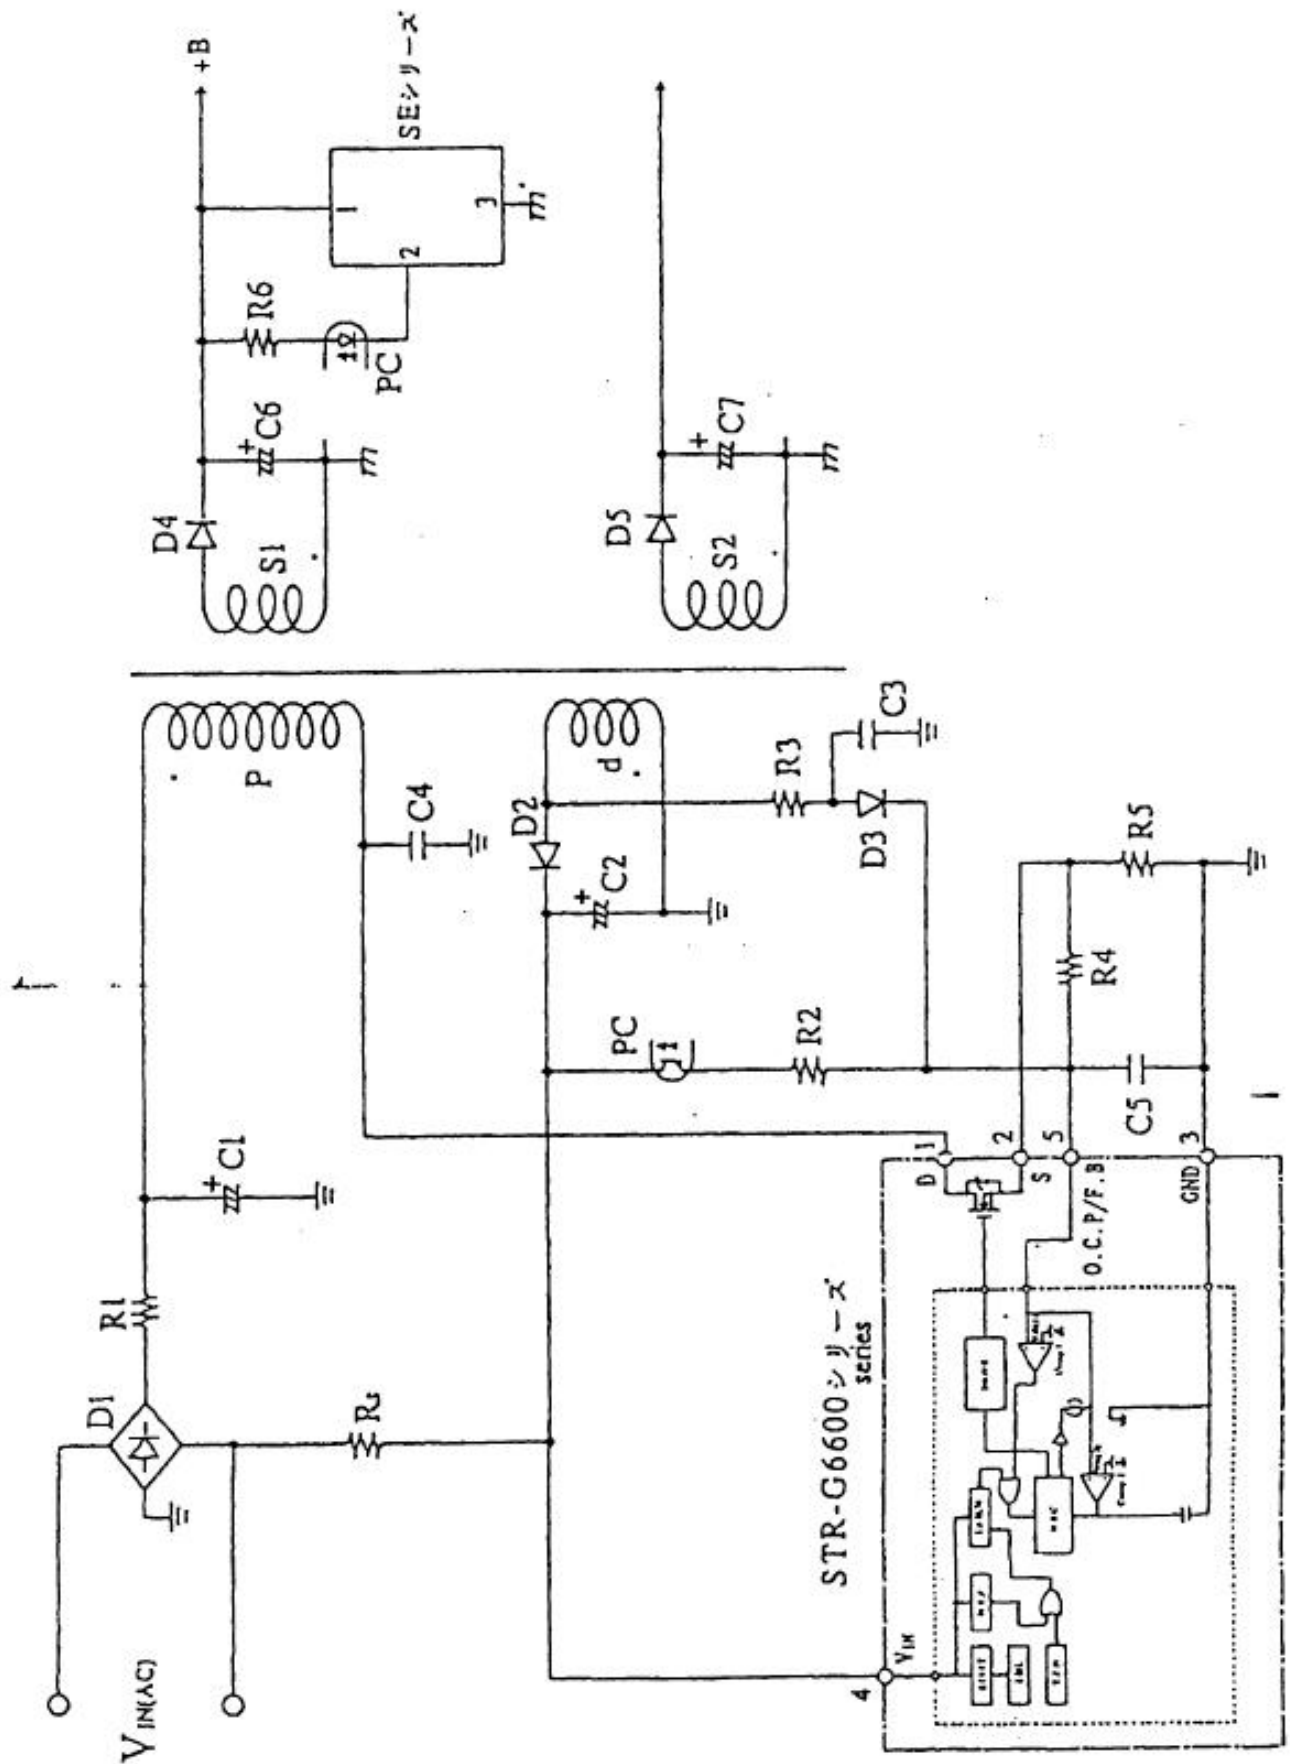 VIN(AC)
D1
R1
C1
Rs
P
C4
D2
C2
d
PC
R2
R3
C3
D3
S1
D4
C6
R6
PC
+B
1
2
3
SEシリーズ
S2
D5
C7
STR-G6600シリーズ
series
4
VIN
D
1
2
S
5
O.C.P/F.B
3
GND
C5
R4
R5